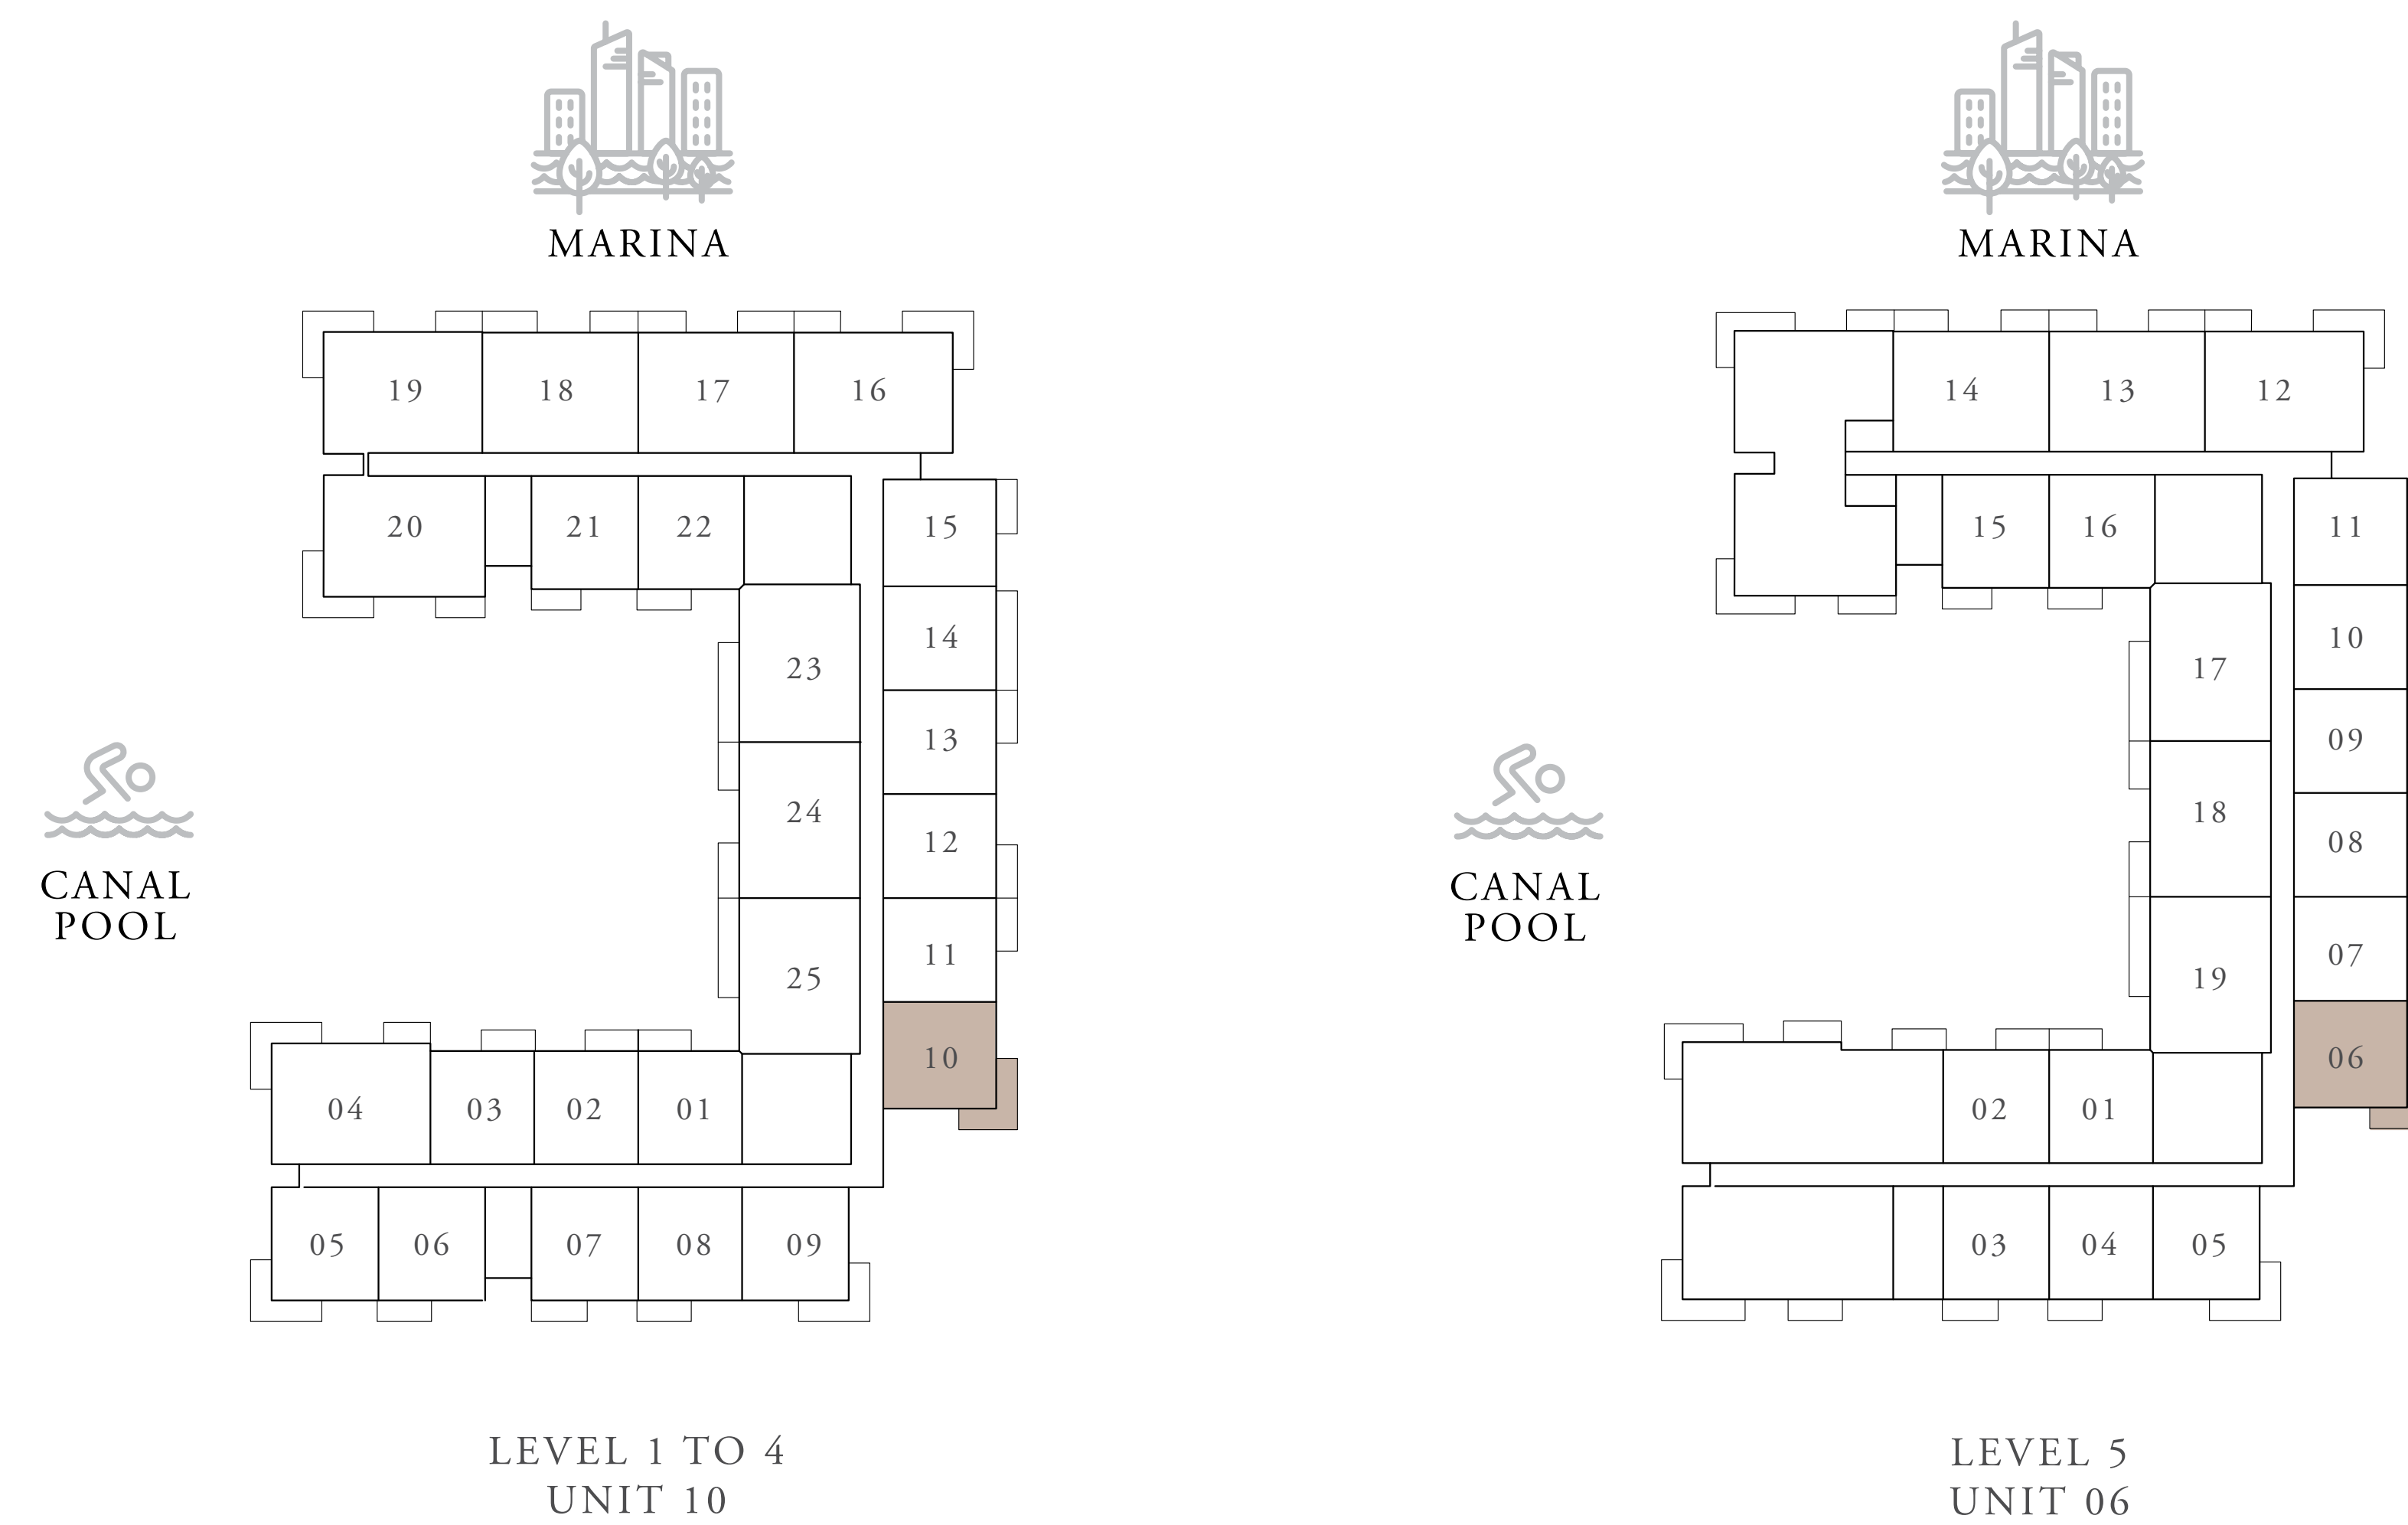 MARINA
19 18 17 16
20 21 22 15
14
23
13
24 12
11
25
10
04 03 02 01
05 06 07 08 09
CANAL
POOL
LEVEL 1 TO 4
UNIT 10
MARINA
14 13 12
15 16 11
10
17
09
18 08
07
19
06
02 01
03 04 05
CANAL
POOL
LEVEL 5
UNIT 06